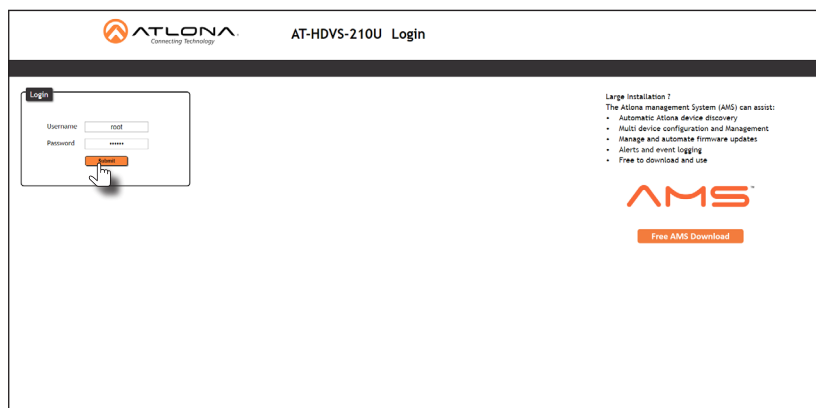 ATLONA.
Connecting Technology
AT-HDVS-210U Login
Login
Username root
Password ••••••
Submit
Large Installation ?
The Atlona management System (AMS) can assist:
• Automatic Atlona device discovery
• Multi device configuration and Management
• Manage and automate firmware updates
• Alerts and event logging
• Free to download and use
AMS™
Free AMS Download